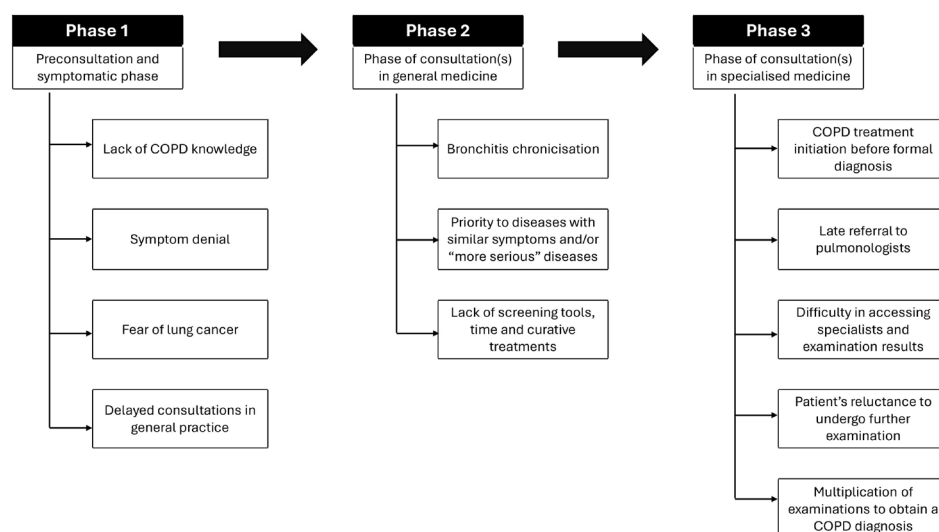 Phase 1
Preconsultation and
symptomatic phase
Lack of COPD knowledge
Symptom denial
Fear of lung cancer
Delayed consultations in
general practice
Phase 2
Phase of consultation(s)
in general medicine
Bronchitis chronicisation
Priority to diseases with
similar symptoms and/or
“more serious” diseases
Lack of screening tools,
time and curative
treatments
Phase 3
Phase of consultation(s)
in specialised medicine
COPD treatment
initiation before formal
diagnosis
Late referral to
pulmonologists
Difficulty in accessing
specialists and
examination results
Patient’s reluctance to
undergo further
examination
Multiplication of
examinations to obtain a
COPD diagnosis